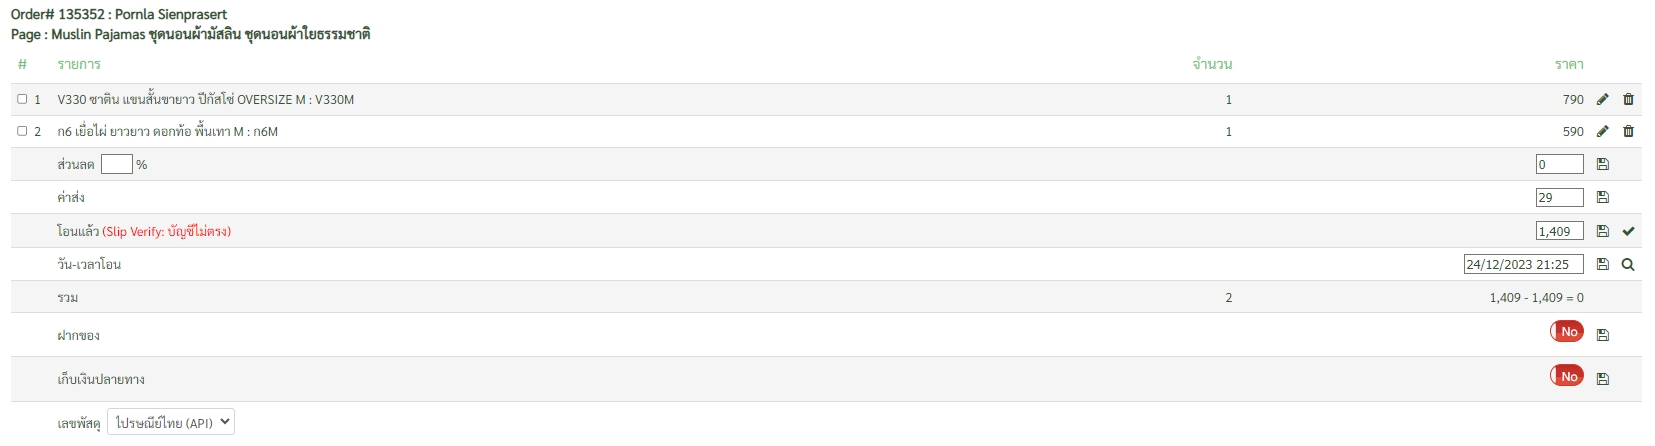 Order# 135352 : Pornla Sienprasert
Page : Muslin Pajamas ชุดนอนผ้ามัสลิน ชุดนอนผ้าใยธรรมชาติ
# รายการ จำนวน ราคา
1 V330 ซาติน แขนสั้นขายาว ปีกัสโซ่ OVERSIZE M : V330M 1 790
2 ก6 เยื่อไผ่ ยาวยาว ดอกท้อ พื้นเทา M : ก6M 1 590
ส่วนลด % 0
ค่าส่ง 29
โอนแล้ว (Slip Verify: บัญชีไม่ตรง) 1,409
วัน-เวลาโอน 24/12/2023 21:25
รวม 2 1,409 - 1,409 = 0
ฝากของ No
เก็บเงินปลายทาง No
เลขพัสดุ ไปรษณีย์ไทย (API)